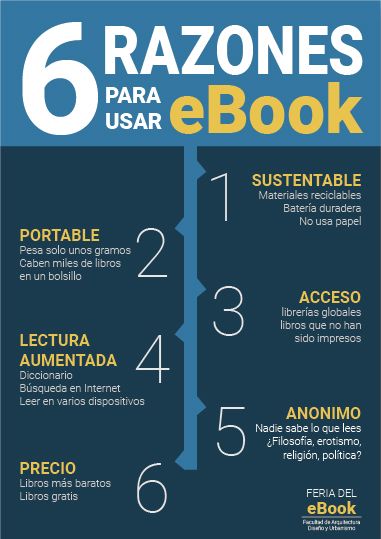 6 RAZONES
PARA
USAR eBook
1
SUSTENTABLE
Materiales reciclables
Batería duradera
No usa papel
2
PORTABLE
Pesa solo unos gramos
Caben miles de libros
en un bolsillo
3
ACCESO
librerías globales
libros que no han
sido impresos
4
LECTURA
AUMENTADA
Diccionario
Búsqueda en Internet
Leer en varios dispositivos
5
ANONIMO
Nadie sabe lo que lees
¿Filosofía, erotismo,
religión, política?
6
PRECIO
Libros más baratos
Libros gratis
FERIA DEL
eBook
Facultad de Arquitectura
Diseño y Urbanismo